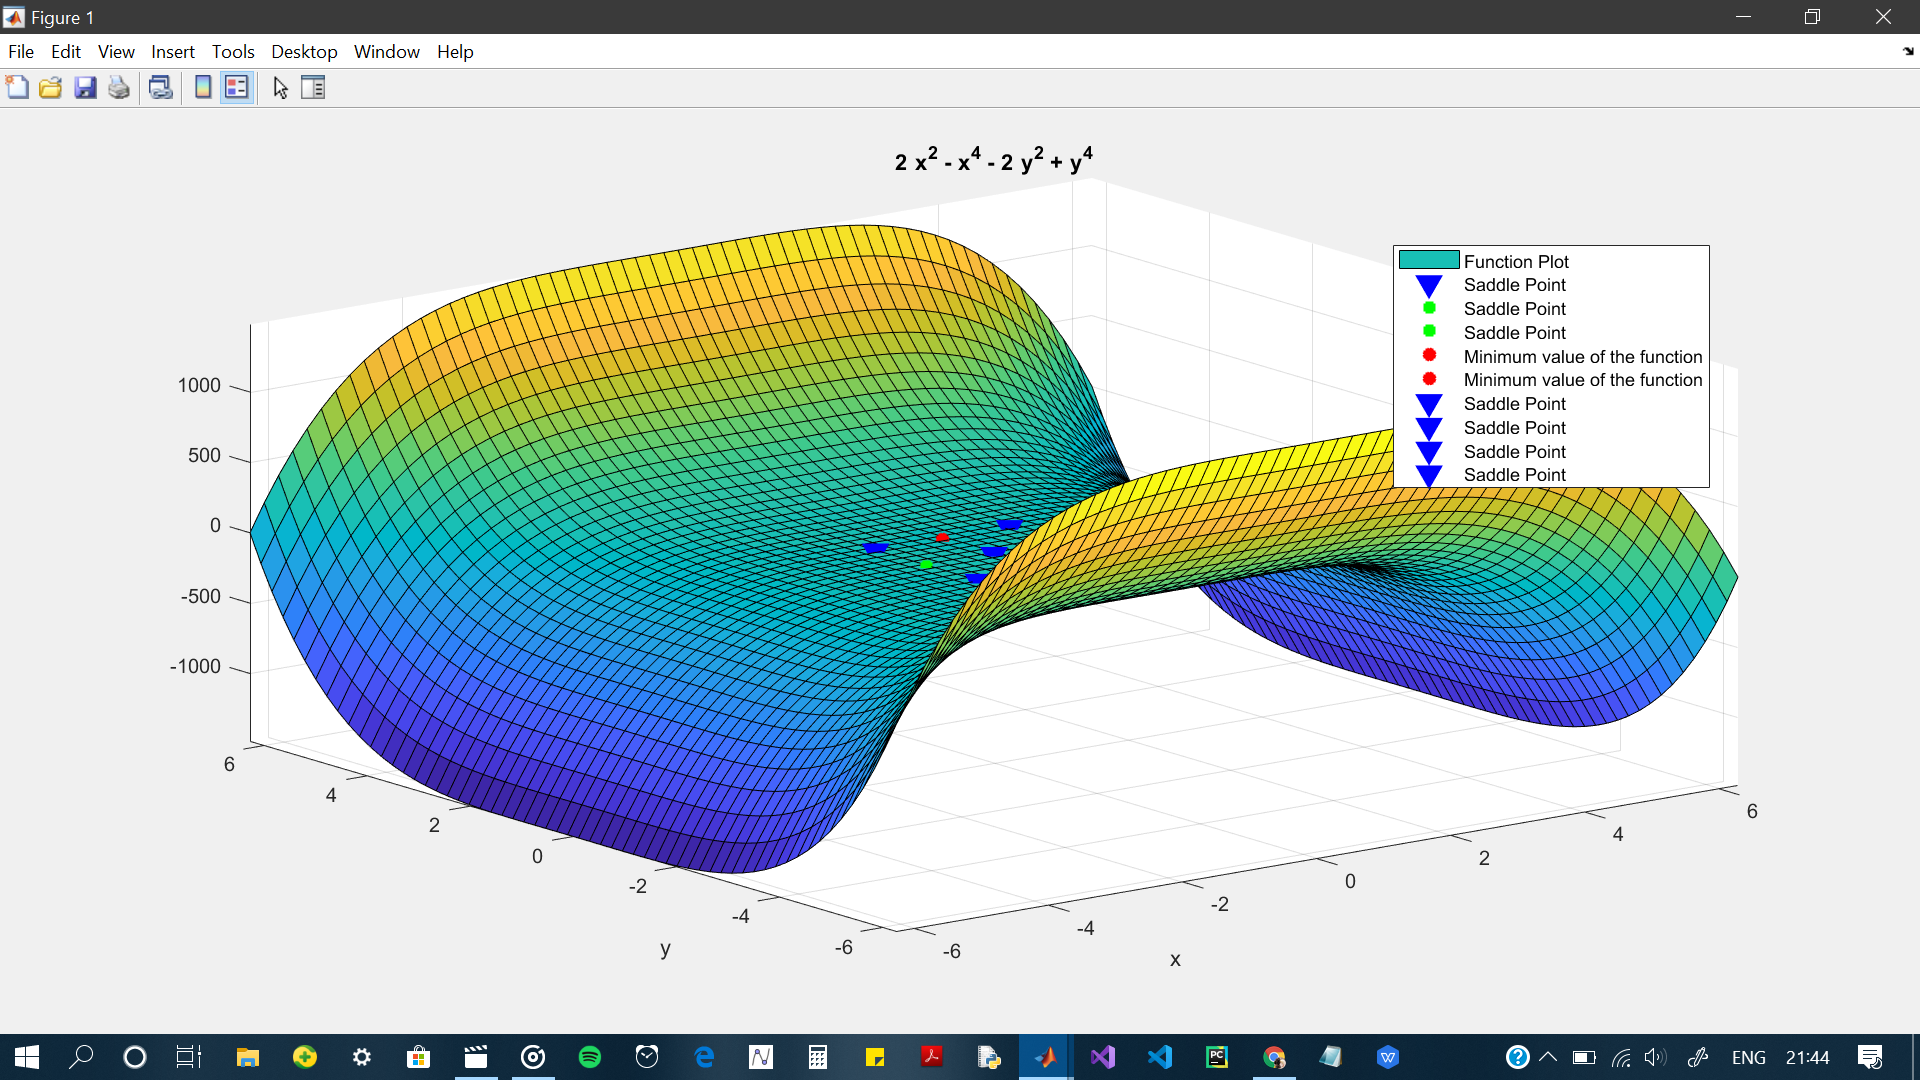 Figure 1
File Edit View Insert Tools Desktop Window Help
2 x^2 - x^4 - 2 y^2 + y^4
Function Plot
Saddle Point
Saddle Point
Saddle Point
Minimum value of the function
Minimum value of the function
Saddle Point
Saddle Point
Saddle Point
Saddle Point
1000
500
0
-500
-1000
6
4
2
0
-2
-4
-6
y
-6
-4
-2
0
2
4
6
x
ENG 21:44